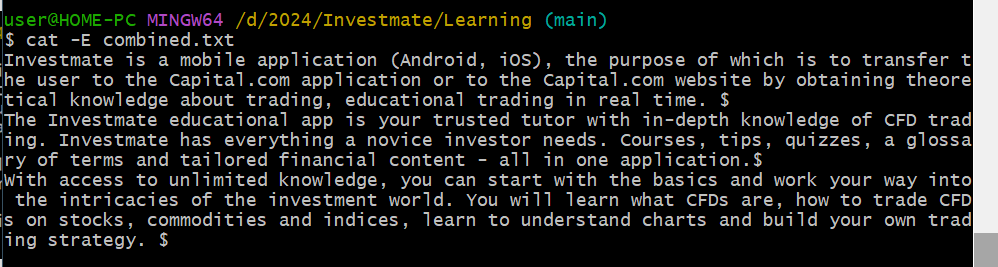 user@HOME-PC MINGW64 /d/2024/Investmate/Learning (main)
$ cat -E combined.txt
Investmate is a mobile application (Android, iOS), the purpose of which is to transfer t
he user to the Capital.com application or to the Capital.com website by obtaining theore
tical knowledge about trading, educational trading in real time. $
The Investmate educational app is your trusted tutor with in-depth knowledge of CFD trad
ing. Investmate has everything a novice investor needs. Courses, tips, quizzes, a glossa
ry of terms and tailored financial content - all in one application.$
With access to unlimited knowledge, you can start with the basics and work your way into
 the intricacies of the investment world. You will learn what CFDs are, how to trade CFD
s on stocks, commodities and indices, learn to understand charts and build your own trad
ing strategy. $